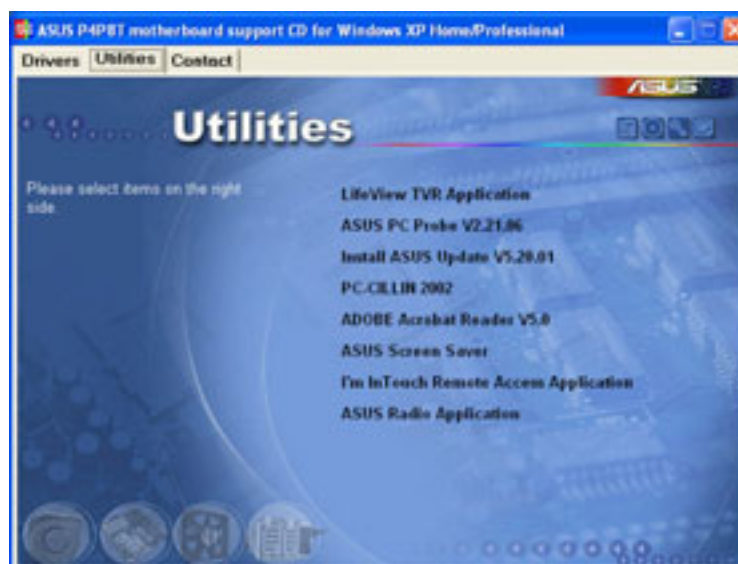 ASUS P4P8T motherboard support CD for Windows XP Home/Professional
Drivers Utilities Contact
ASUS
Utilities
Please select items on the right
side.
LifeView TVR Application
ASUS PC Probe V2.21.06
Install ASUS Update V5.20.01
PC-CILLIN 2002
ADOBE Acrobat Reader V5.0
ASUS Screen Saver
I'm InTouch Remote Access Application
ASUS Radio Application